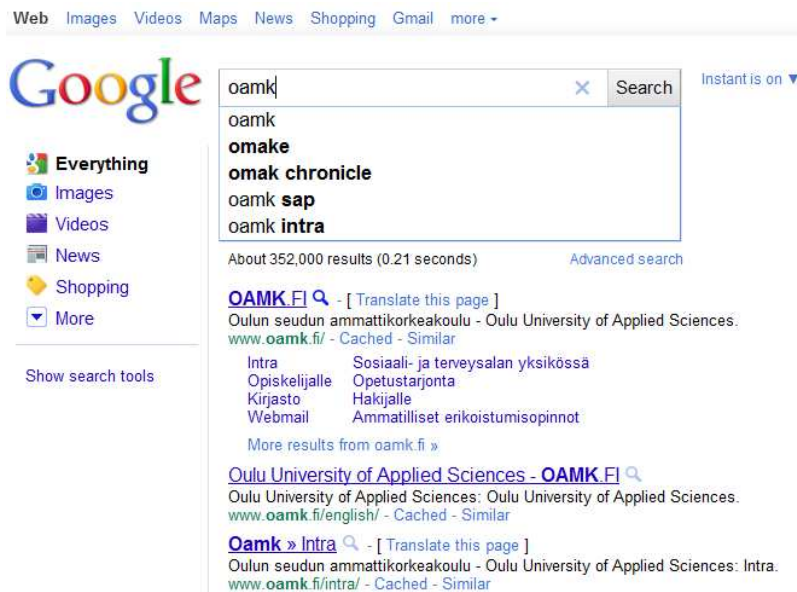 Web Images Videos Maps News Shopping Gmail more
Google
oamk
Search
Instant is on
oamk
omake
omak chronicle
oamk sap
oamk intra
Everything
Images
Videos
News
Shopping
More
Show search tools
About 352,000 results (0.21 seconds) Advanced search
OAMK.FI - [ Translate this page ]
Oulun seudun ammattikorkeakoulu - Oulu University of Applied Sciences.
www.oamk.fi/ - Cached - Similar
Intra Sosiaali- ja terveysalan yksikössä
Opiskelijalle Opetustarjonta
Kirjasto Hakijalle
Webmail Ammatilliset erikoistumisopinnot
More results from oamk.fi »
Oulu University of Applied Sciences - OAMK.FI
Oulu University of Applied Sciences: Oulu University of Applied Sciences.
www.oamk.fi/english/ - Cached - Similar
Oamk » Intra - [ Translate this page ]
Oulun seudun ammattikorkeakoulu - Oulu University of Applied Sciences: Intra.
www.oamk.fi/intra/ - Cached - Similar